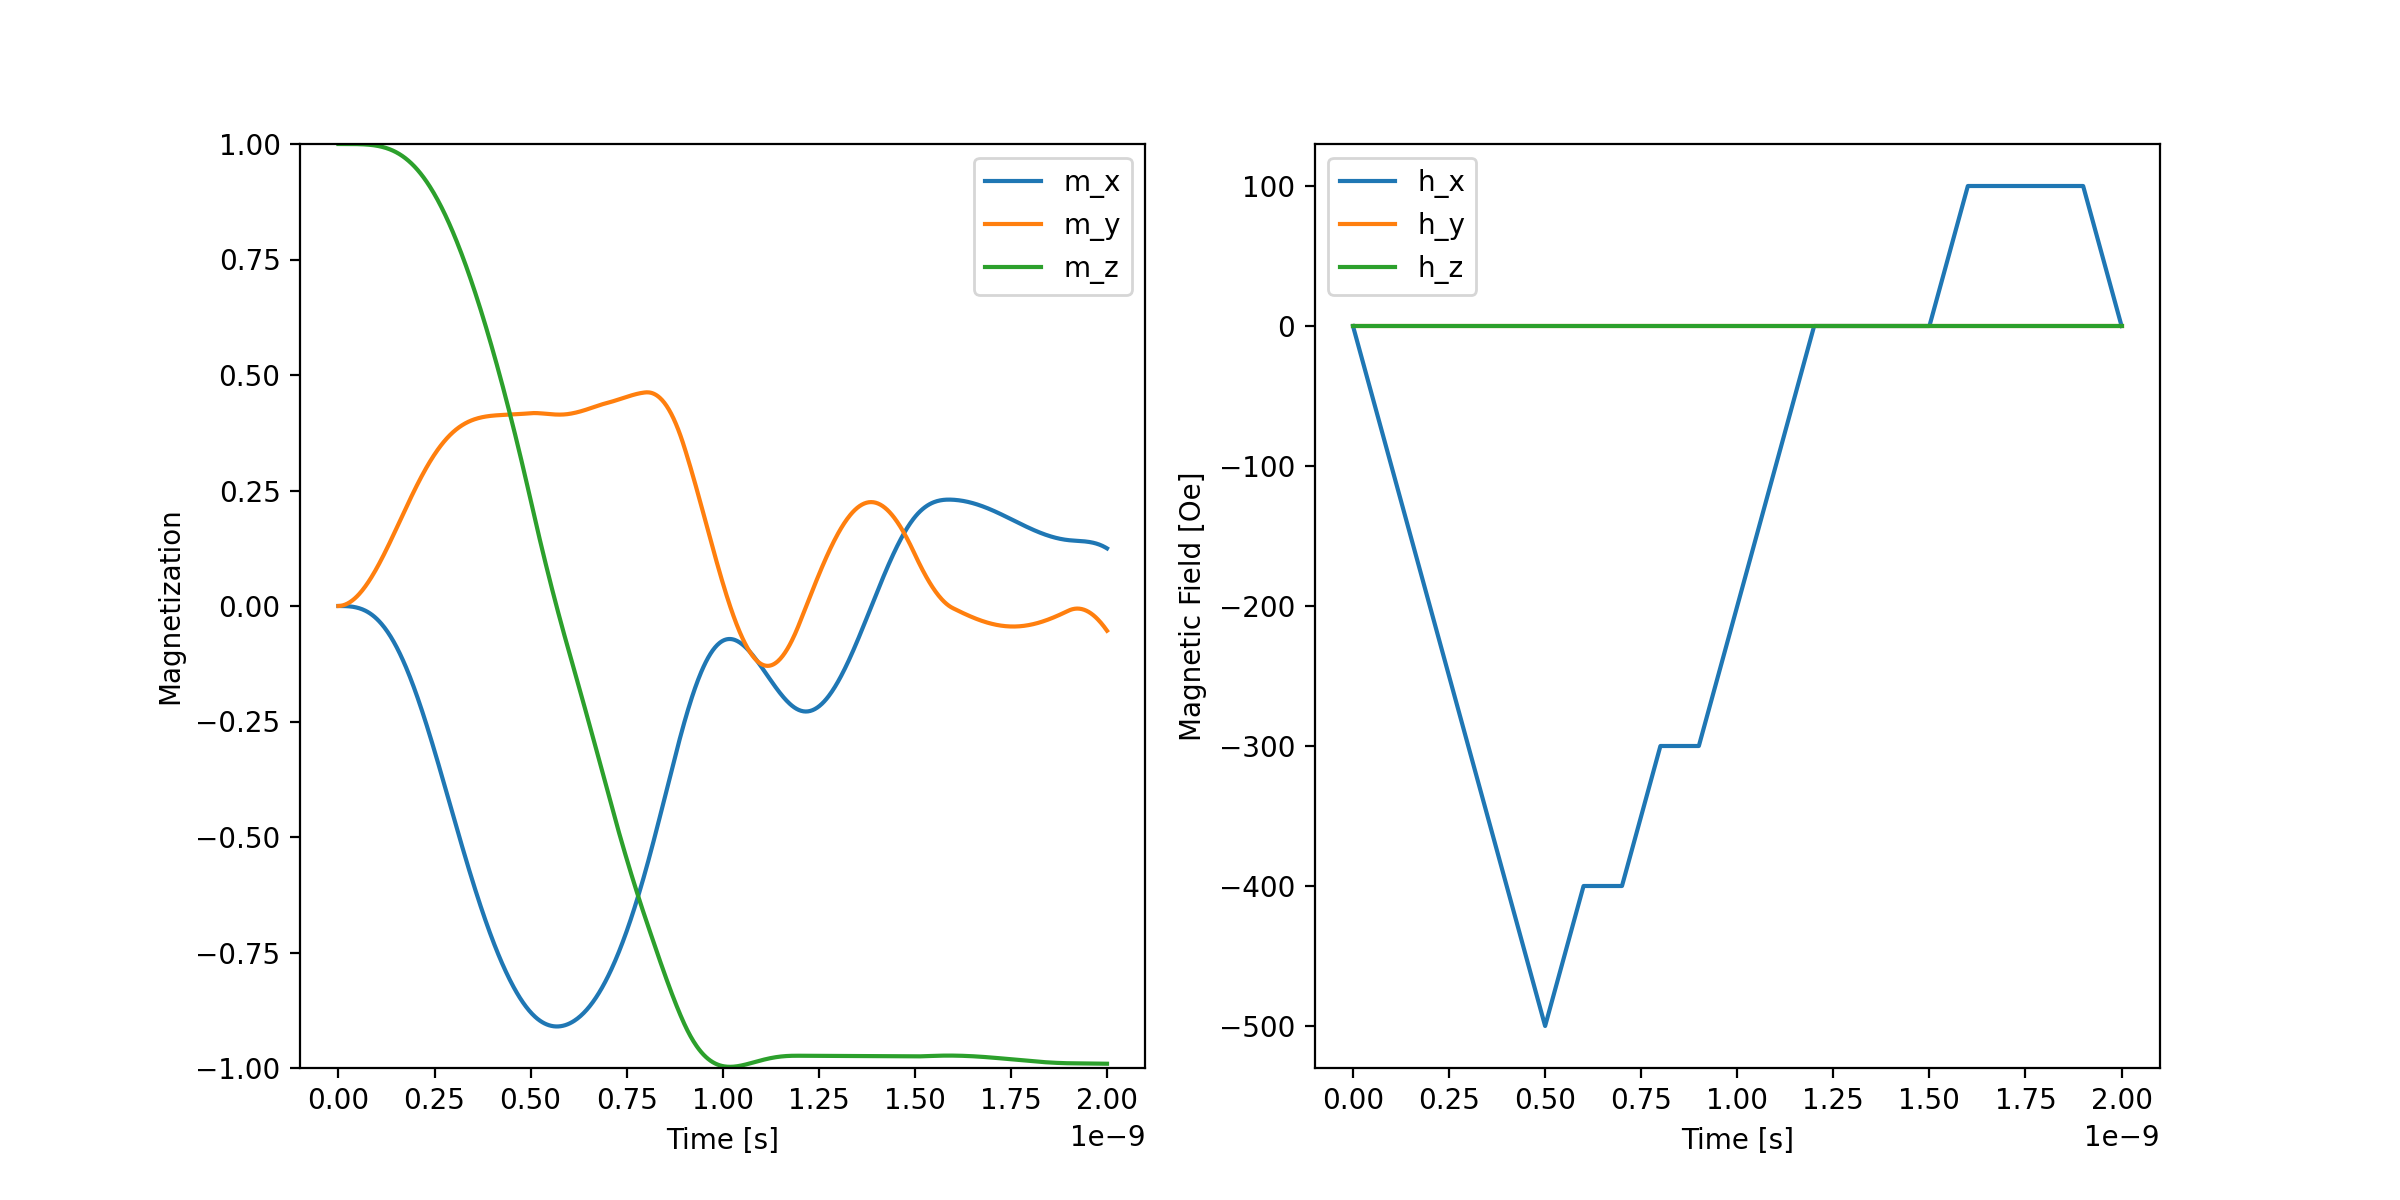 1.00
0.75
0.50
0.25
0.00
−0.25
−0.50
−0.75
−1.00
Magnetization
m_x
m_y
m_z
0.00 0.25 0.50 0.75 1.00 1.25 1.50 1.75 2.00
Time [s]
1e−9
100
0
−100
−200
−300
−400
−500
Magnetic Field [Oe]
h_x
h_y
h_z
0.00 0.25 0.50 0.75 1.00 1.25 1.50 1.75 2.00
Time [s]
1e−9